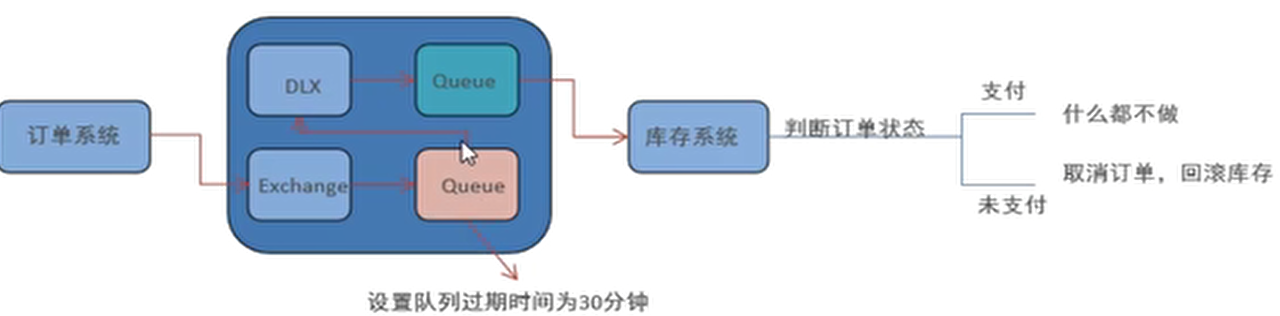 订单系统
DLX
Queue
Exchange
Queue
设置队列过期时间为30分钟
库存系统
判断订单状态
支付
什么都不做
取消订单，回滚库存
未支付